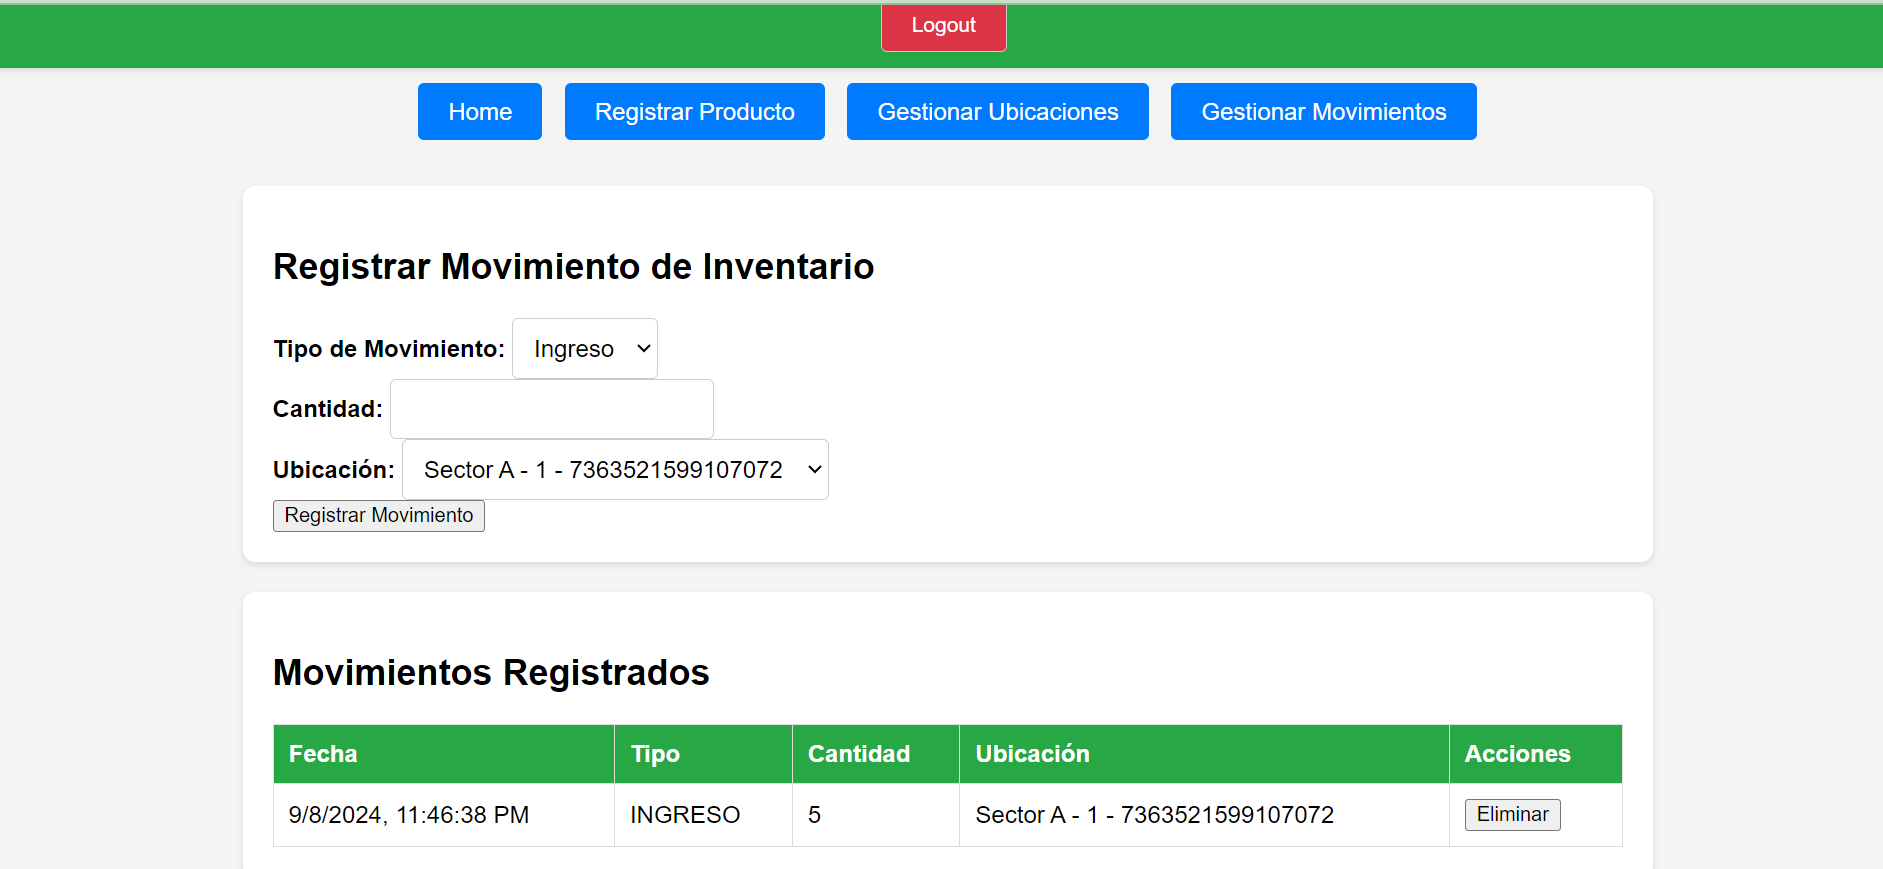 Logout
Home Registrar Producto Gestionar Ubicaciones Gestionar Movimientos
Registrar Movimiento de Inventario
Tipo de Movimiento: Ingreso
Cantidad:
Ubicación: Sector A - 1 - 7363521599107072
Registrar Movimiento
Movimientos Registrados
Fecha Tipo Cantidad Ubicación Acciones
9/8/2024, 11:46:38 PM INGRESO 5 Sector A - 1 - 7363521599107072 Eliminar